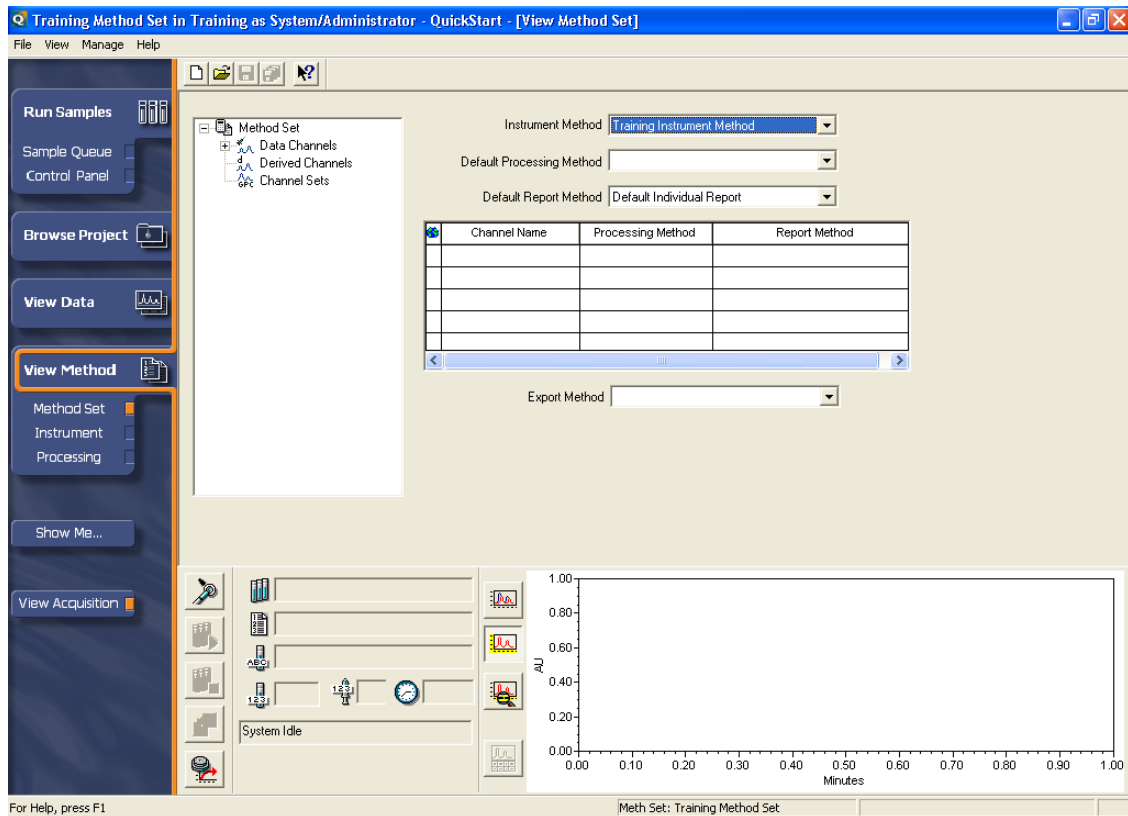 Training Method Set in Training as System/Administrator - QuickStart - [View Method Set]
File View Manage Help
Run Samples
Sample Queue
Control Panel
Browse Project
View Data
View Method
Method Set
Instrument
Processing
Show Me...
View Acquisition
Method Set
Data Channels
Derived Channels
GPC Channel Sets
Instrument Method Training Instrument Method
Default Processing Method
Default Report Method Default Individual Report
Channel Name Processing Method Report Method
Export Method
ABC
123 123
System Idle
1.00
0.80
0.60
0.40
0.20
0.00
AU
0.00 0.10 0.20 0.30 0.40 0.50 0.60 0.70 0.80 0.90 1.00
Minutes
For Help, press F1
Meth Set: Training Method Set